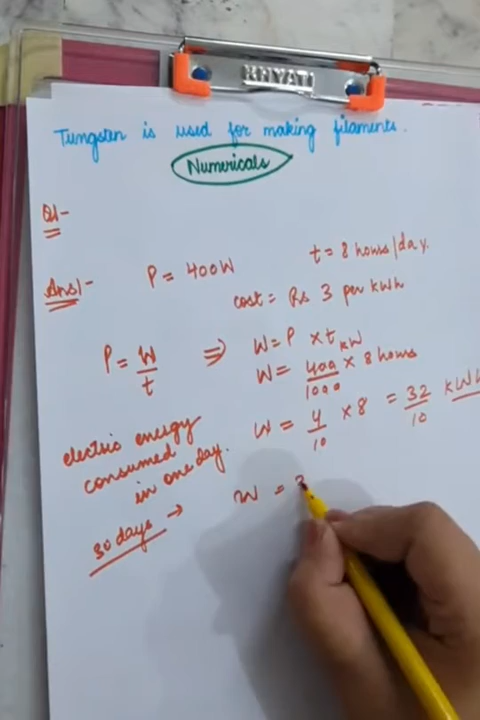 KHYATI
Tungsten is used for making filaments.
Numericals
Q1-
Ans1- P = 400W t = 8 hours/day.
cost = Rs 3 per kWh
P = W/t ⇒ W = P × t
W = 400/1000 kW × 8 hours
electric energy consumed in one day. W = 4/10 × 8 = 32/10 kWh
30 days → W =